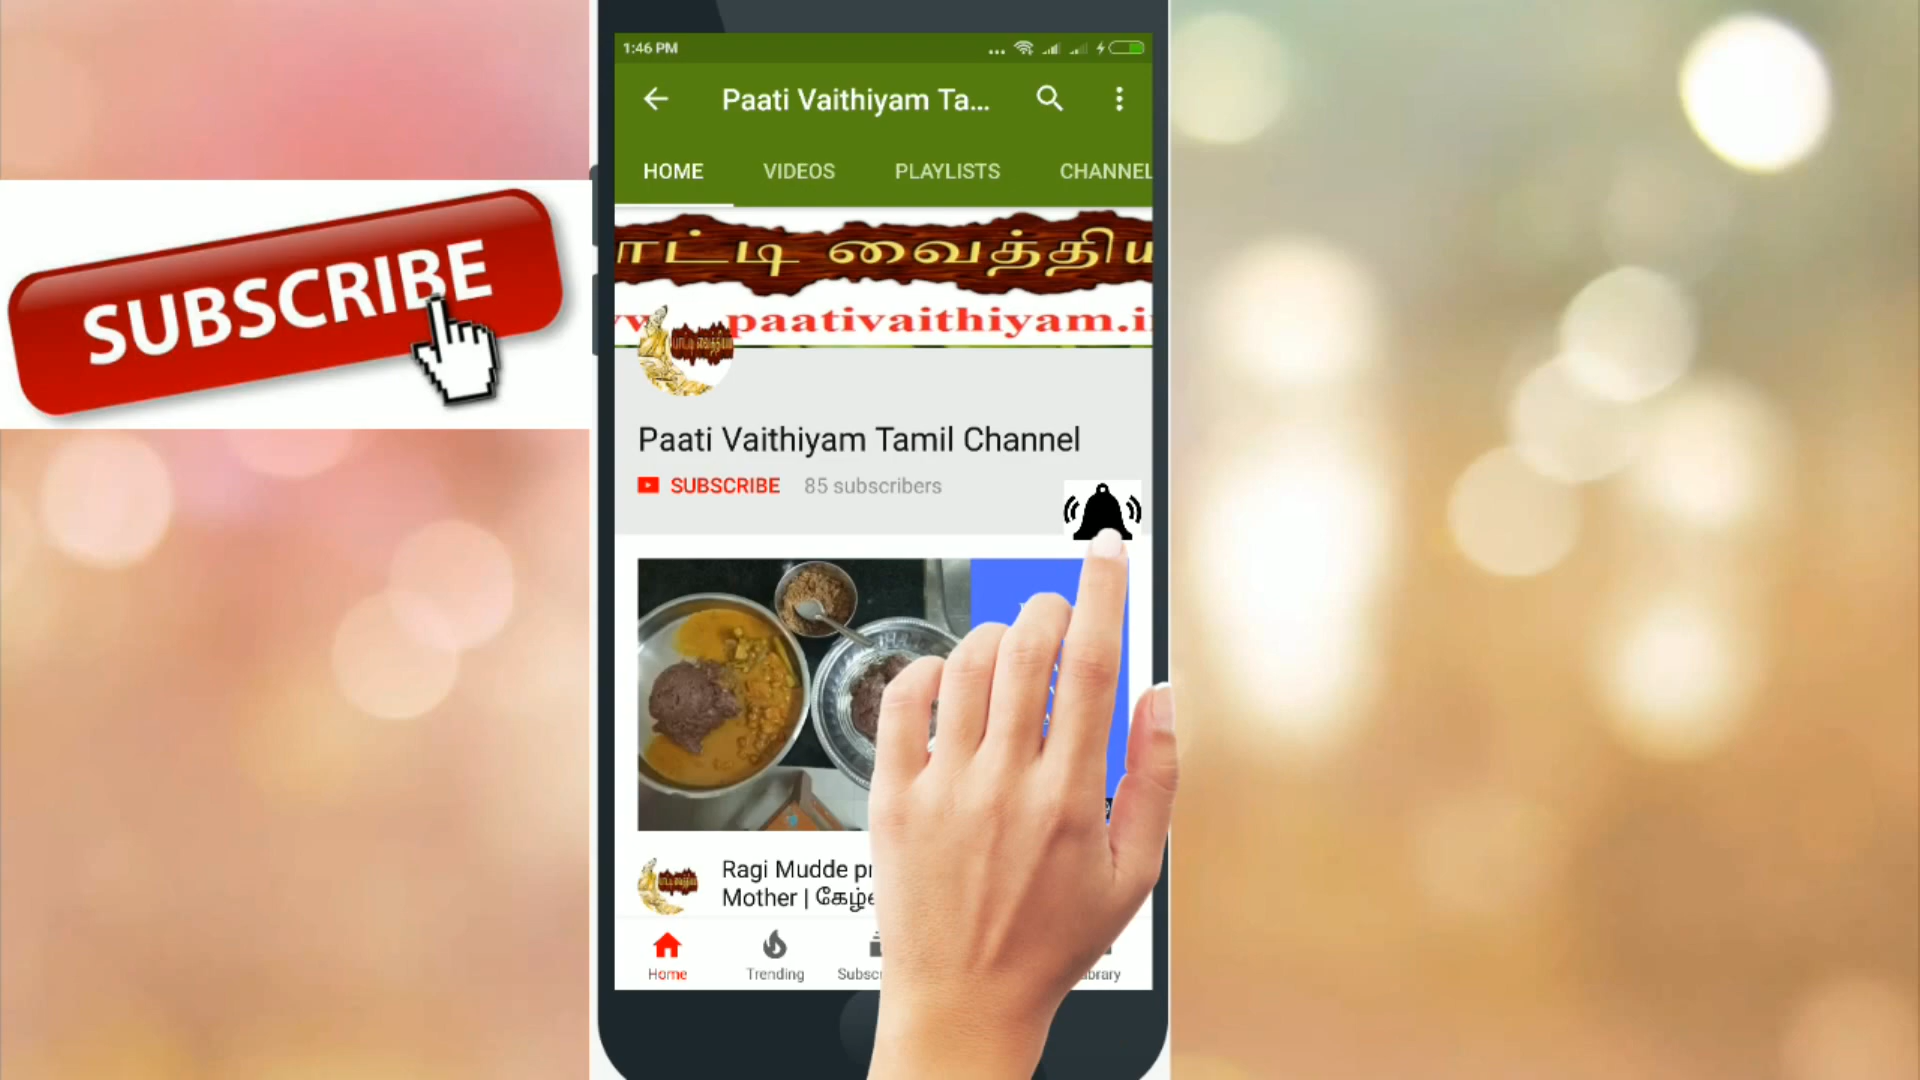 SUBSCRIBE
1:46 PM
Paati Vaithiyam Ta...
HOME VIDEOS PLAYLISTS CHANNEL
ாட்டி வைத்திய
paativaithiyam.i
பாட்டி வைத்திய
Paati Vaithiyam Tamil Channel
SUBSCRIBE 85 subscribers
Ragi Mudde
Mother |
Home Trending